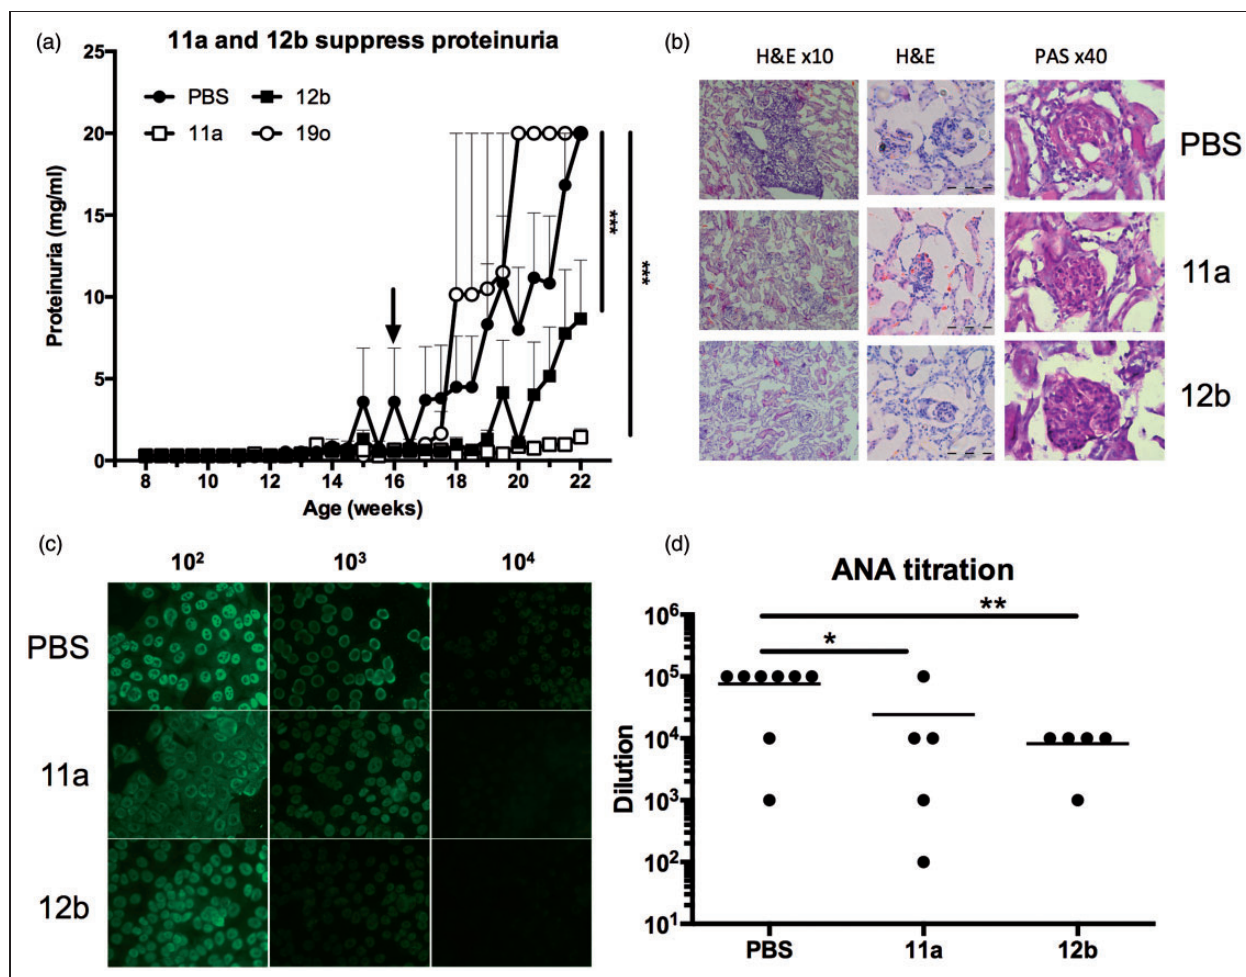 (a)
11a and 12b suppress proteinuria
PBS
12b
11a
19o
Proteinuria (mg/ml)
25
20
15
10
5
0
***
***
8 10 12 14 16 18 20 22
Age (weeks)
(b)
H&E x10 H&E PAS x40
PBS
11a
12b
(c)
10² 10³ 10⁴
PBS
11a
12b
(d)
ANA titration
**
*
Dilution
10⁶
10⁵
10⁴
10³
10²
10¹
PBS 11a 12b